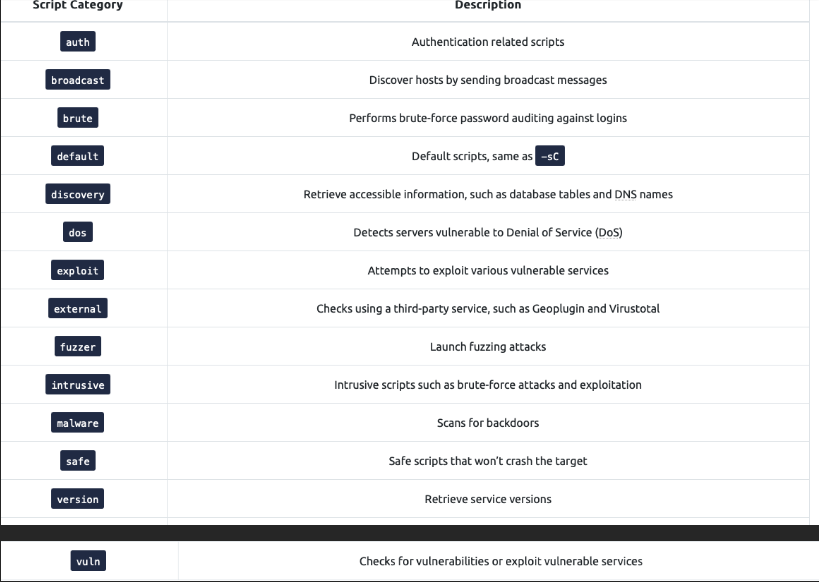 Script Category Description
auth Authentication related scripts
broadcast Discover hosts by sending broadcast messages
brute Performs brute-force password auditing against logins
default Default scripts, same as -sC
discovery Retrieve accessible information, such as database tables and DNS names
dos Detects servers vulnerable to Denial of Service (DoS)
exploit Attempts to exploit various vulnerable services
external Checks using a third-party service, such as Geoplugin and Virustotal
fuzzer Launch fuzzing attacks
intrusive Intrusive scripts such as brute-force attacks and exploitation
malware Scans for backdoors
safe Safe scripts that won’t crash the target
version Retrieve service versions
vuln Checks for vulnerabilities or exploit vulnerable services